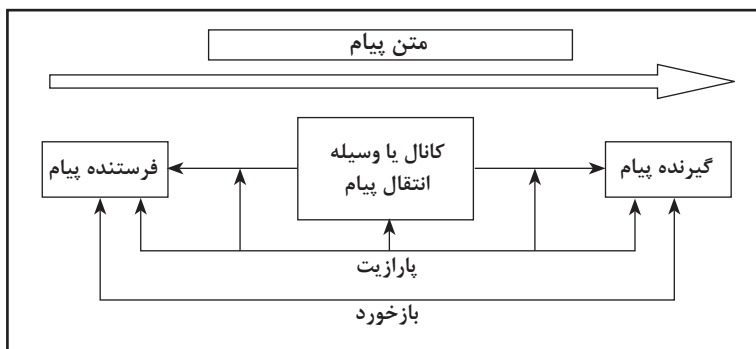 متن پیام
گیرنده پیام
کانال یا وسیله
انتقال پیام
فرستنده پیام
پارازیت
بازخورد